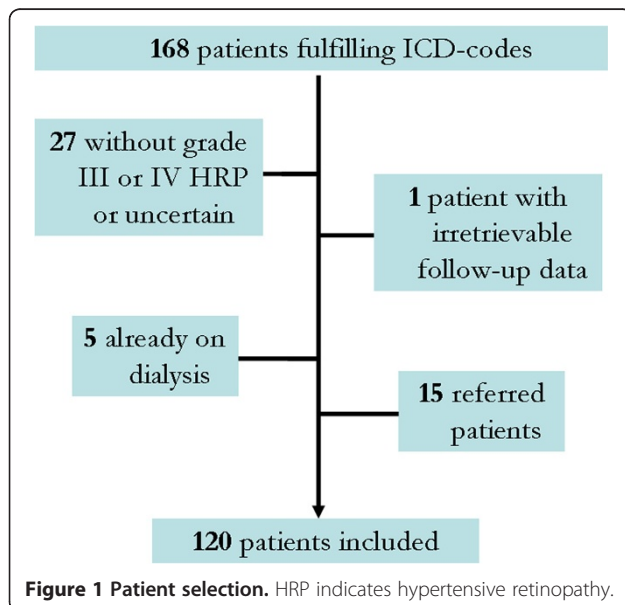 168 patients fulfilling ICD-codes
27 without grade
III or IV HRP
or uncertain
1 patient with
irretrievable
follow-up data
5 already on
dialysis
15 referred
patients
120 patients included
Figure 1 Patient selection. HRP indicates hypertensive retinopathy.